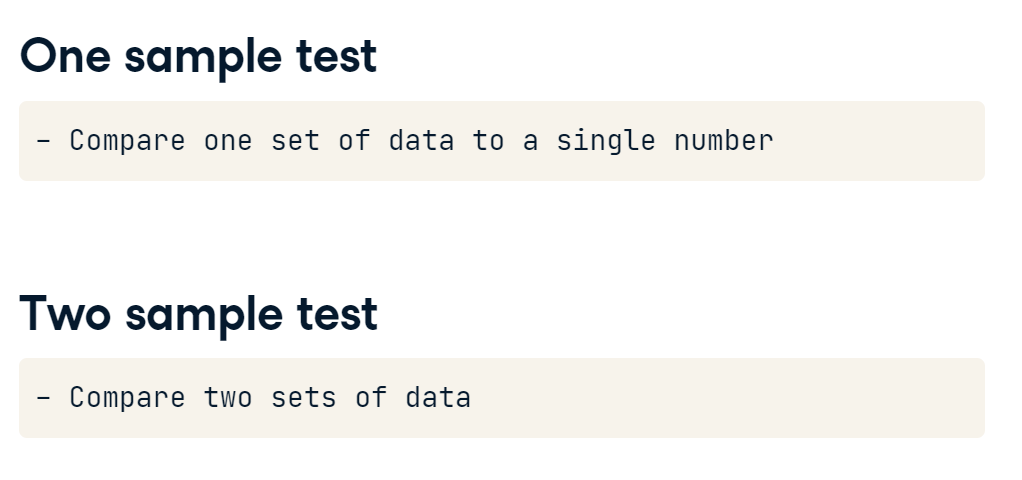 One sample test
- Compare one set of data to a single number
Two sample test
- Compare two sets of data